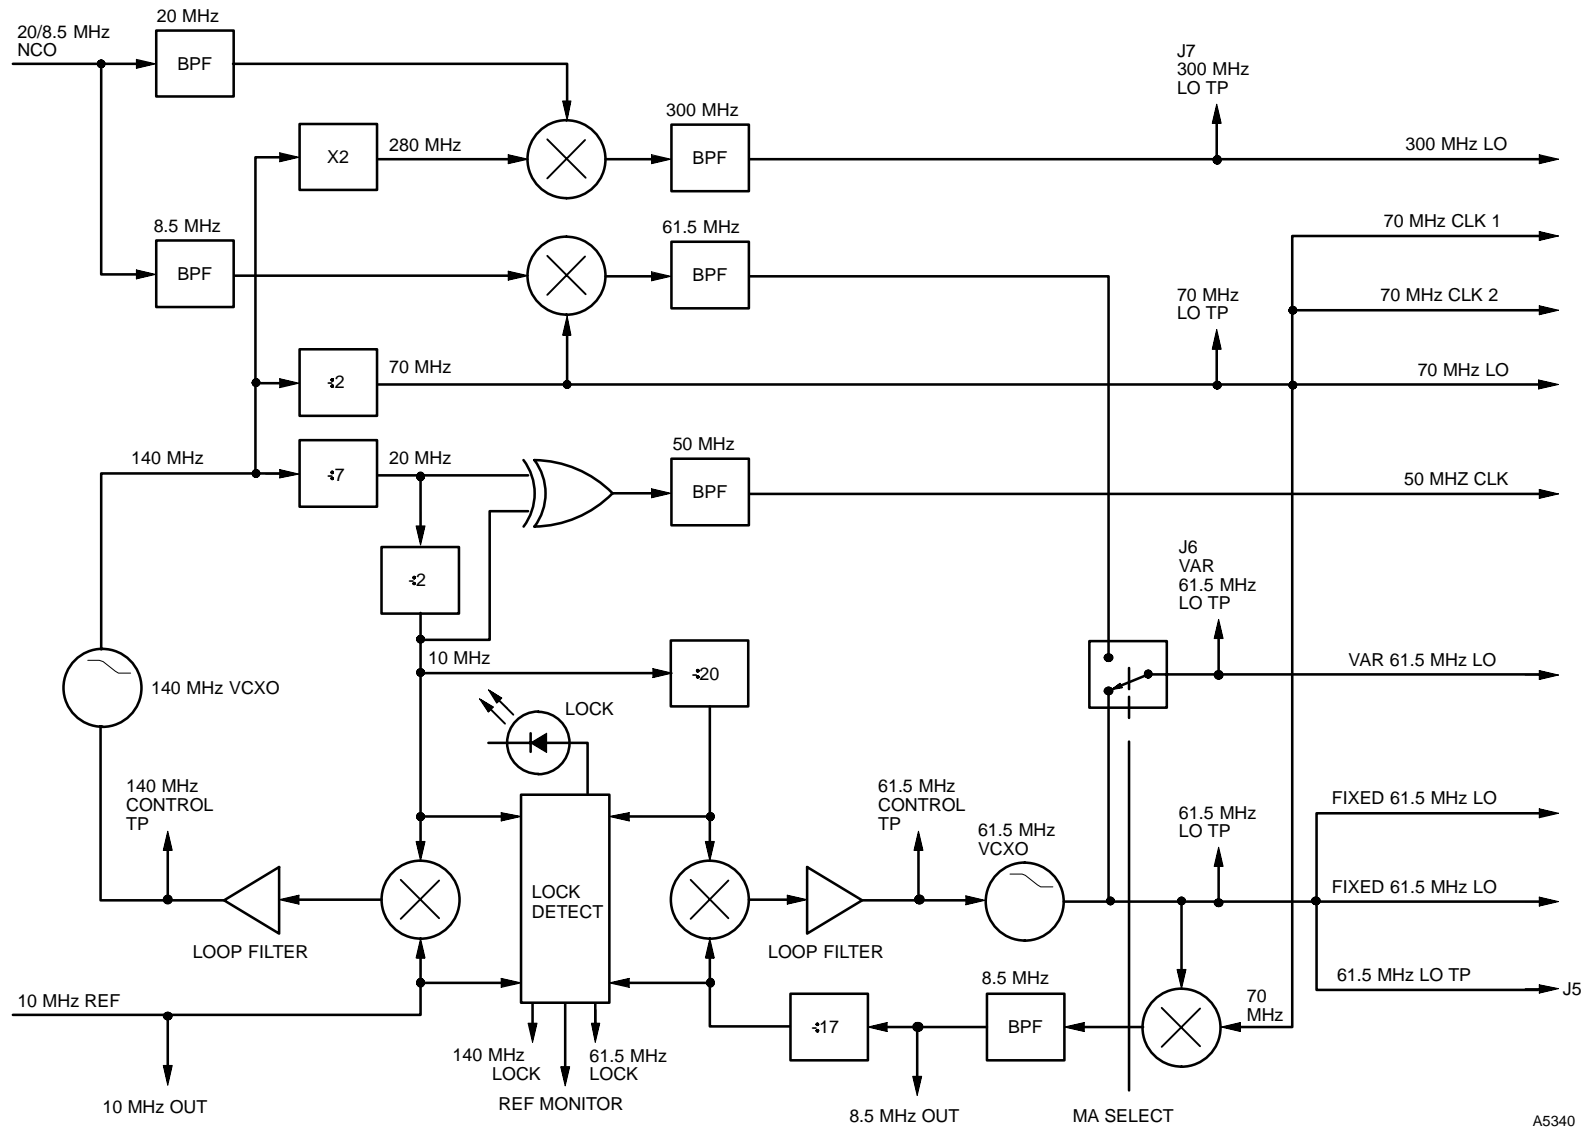 20 MHz
20/8.5 MHz
NCO
BPF
J7
300 MHz
LO TP
300 MHz
X2
280 MHz
BPF
300 MHz LO
8.5 MHz
61.5 MHz
70 MHz CLK 1
BPF
BPF
70 MHz
LO TP
70 MHz CLK 2
÷2
70 MHz
70 MHz LO
50 MHz
140 MHz
÷7
20 MHz
BPF
50 MHZ CLK
÷2
J6
VAR
61.5 MHz
LO TP
10 MHz
÷20
VAR 61.5 MHz LO
140 MHz VCXO
LOCK
140 MHz
CONTROL
TP
61.5 MHz
CONTROL
TP
61.5 MHz
VCXO
61.5 MHz
LO TP
FIXED 61.5 MHz LO
LOCK
DETECT
FIXED 61.5 MHz LO
LOOP FILTER
LOOP FILTER
8.5 MHz
61.5 MHz LO TP
J5
10 MHz REF
70
MHz
÷17
BPF
140 MHz
LOCK
61.5 MHz
LOCK
REF MONITOR
10 MHz OUT
8.5 MHz OUT
MA SELECT
A5340